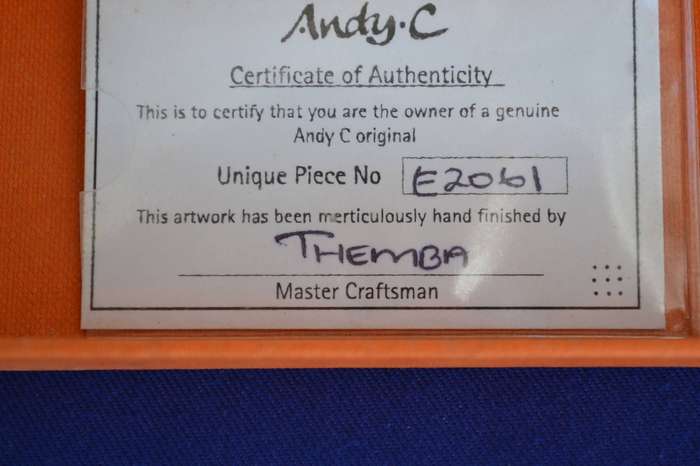 Andy·C
Certificate of Authenticity
This is to certify that you are the owner of a genuine
Andy C original
Unique Piece No E2061
This artwork has been merticulously hand finished by
THEMBA
Master Craftsman